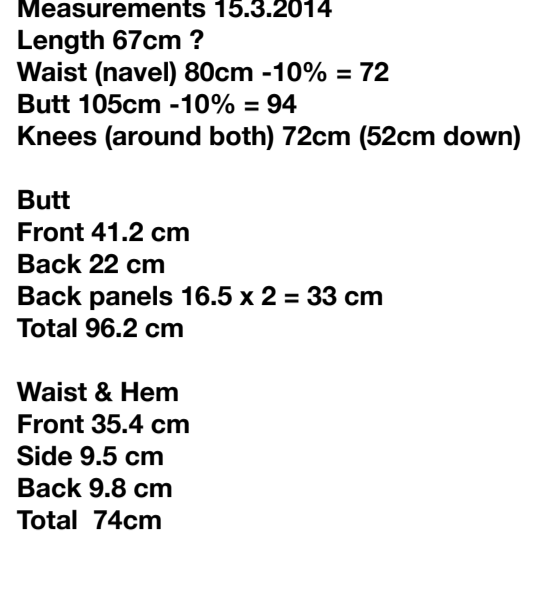 Measurements 15.3.2014
Length 67cm ?
Waist (navel) 80cm -10% = 72
Butt 105cm -10% = 94
Knees (around both) 72cm (52cm down)
Butt
Front 41.2 cm
Back 22 cm
Back panels 16.5 x 2 = 33 cm
Total 96.2 cm
Waist & Hem
Front 35.4 cm
Side 9.5 cm
Back 9.8 cm
Total  74cm